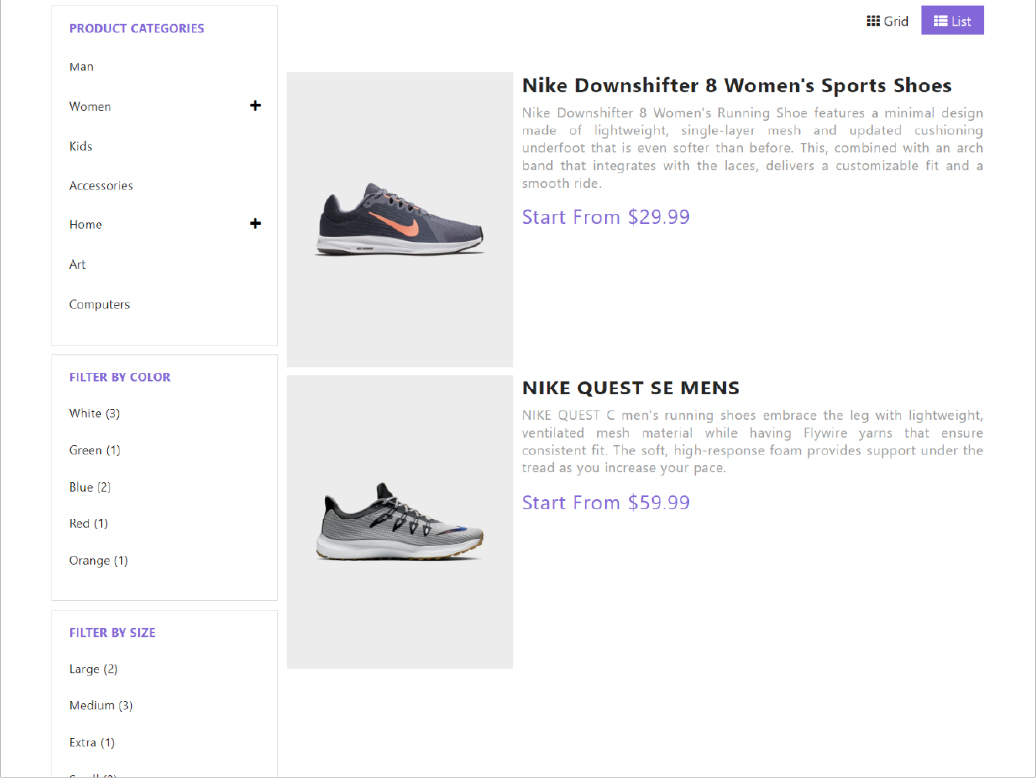 PRODUCT CATEGORIES
Man
Women
Kids
Accessories
Home
Art
Computers
FILTER BY COLOR
White (3)
Green (1)
Blue (2)
Red (1)
Orange (1)
FILTER BY SIZE
Large (2)
Medium (3)
Extra (1)
Grid
List
Nike Downshifter 8 Women's Sports Shoes
Nike Downshifter 8 Women's Running Shoe features a minimal design
made of lightweight, single-layer mesh and updated cushioning
underfoot that is even softer than before. This, combined with an arch
band that integrates with the laces, delivers a customizable fit and a
smooth ride.
Start From $29.99
NIKE QUEST SE MENS
NIKE QUEST C men's running shoes embrace the leg with lightweight,
ventilated mesh material while having Flywire yarns that ensure
consistent fit. The soft, high-response foam provides support under the
tread as you increase your pace.
Start From $59.99